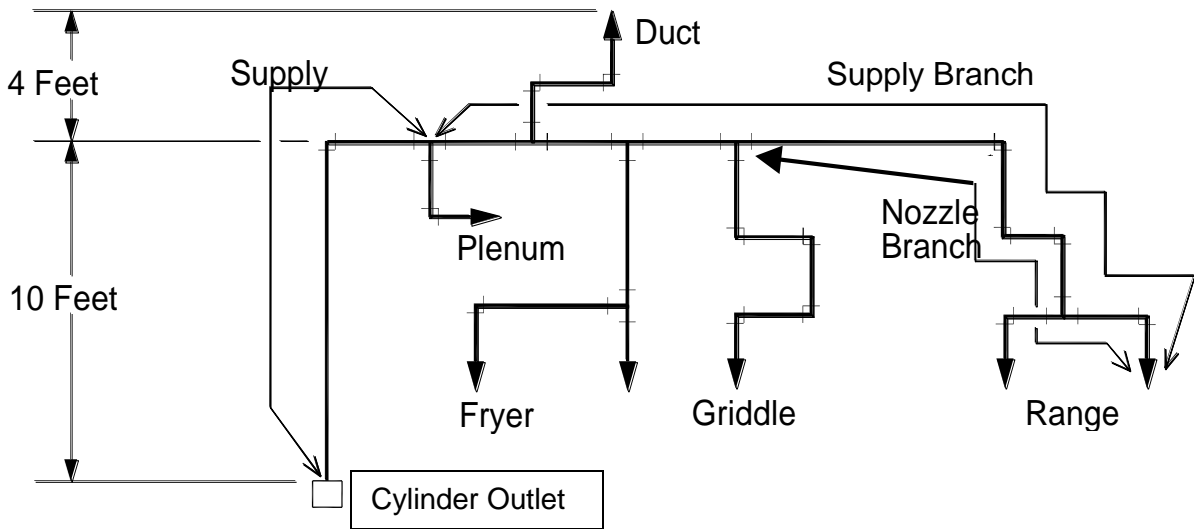 Duct
Supply
Supply Branch
4 Feet
Nozzle
Branch
Plenum
10 Feet
Fryer
Griddle
Range
Cylinder Outlet